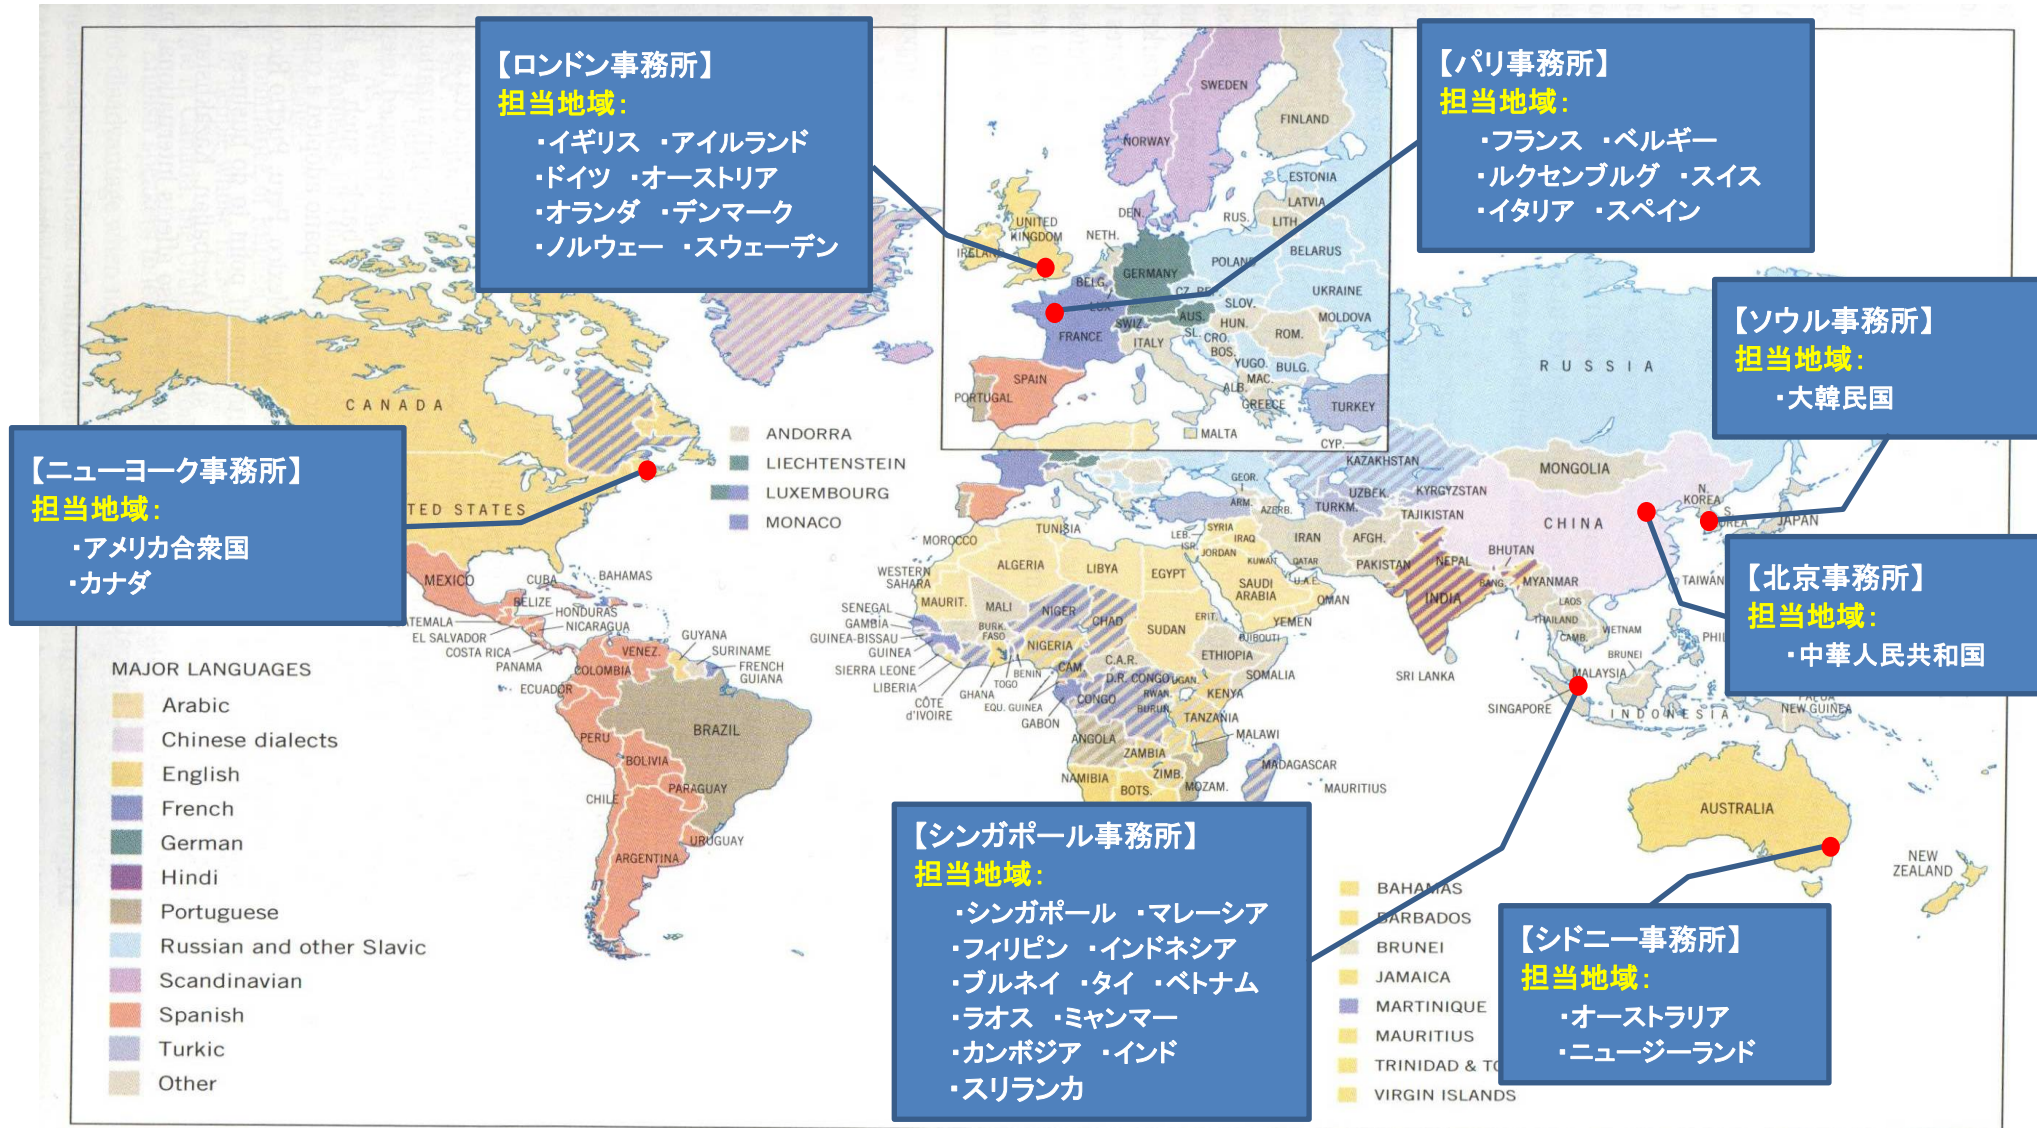 【ロンドン事務所】
担当地域:
・イギリス ・アイルランド
・ドイツ ・オーストリア
・オランダ ・デンマーク
・ノルウェー ・スウェーデン
【パリ事務所】
担当地域:
・フランス ・ベルギー
・ルクセンブルグ ・スイス
・イタリア ・スペイン
【ソウル事務所】
担当地域:
・大韓民国
【ニューヨーク事務所】
担当地域:
・アメリカ合衆国
・カナダ
【北京事務所】
担当地域:
・中華人民共和国
【シンガポール事務所】
担当地域:
・シンガポール ・マレーシア
・フィリピン ・インドネシア
・ブルネイ ・タイ ・ベトナム
・ラオス ・ミャンマー
・カンボジア ・インド
・スリランカ
【シドニー事務所】
担当地域:
・オーストラリア
・ニュージーランド
SWEDEN
FINLAND
NORWAY
ESTONIA
LATVIA
DEN.
RUS.
LITH.
UNITED
KINGDOM
NETH.
IRELAND
BELARUS
POLAND
GERMANY
BELG.
CZ. REP.
UKRAINE
LUX.
SLOV.
MOLDOVA
AUS.
SWIZ.
HUN.
FRANCE
ITALY
SL.
CRO.
ROM.
BOS.
YUGO.
BULG.
SPAIN
MAC.
ALB.
PORTUGAL
GREECE
TURKEY
MALTA
CYP.
RUSSIA
CANADA
ANDORRA
LIECHTENSTEIN
LUXEMBOURG
MONACO
TED STATES
KAZAKHSTAN
MONGOLIA
GEOR.
UZBEK.
KYRGYZSTAN
ARM.
AZERB.
TURKM.
TAJIKISTAN
CHINA
N.
KOREA
S.
OREA
JAPAN
TUNISIA
MOROCCO
LEB.
SYRIA
ISR.
IRAQ
JORDAN
IRAN
AFGH.
BHUTAN
NEPAL
ALGERIA
LIBYA
EGYPT
KUWAIT
QATAR
PAKISTAN
WESTERN
SAHARA
SAUDI
ARABIA
U.A.E.
OMAN
INDIA
BANG.
MYANMAR
TAIWAN
MEXICO
CUBA
BAHAMAS
BELIZE
HONDURAS
ATEMALA
NICARAGUA
EL SALVADOR
COSTA RICA
PANAMA
GUYANA
SURINAME
FRENCH
GUIANA
VENEZ.
COLOMBIA
ECUADOR
MAURIT.
MALI
NIGER
CHAD
SUDAN
ERIT.
YEMEN
SENEGAL
GAMBIA
GUINEA-BISSAU
GUINEA
SIERRA LEONE
LIBERIA
CÔTE
d'IVOIRE
BURK.
FASO
GHANA
TOGO
BENIN
NIGERIA
CAM.
C.A.R.
DJIBOUTI
ETHIOPIA
SOMALIA
EQU. GUINEA
GABON
CONGO
D.R. CONGO
UGAN.
RWAN.
BURUN.
KENYA
TANZANIA
LAOS
THAILAND
CAMB.
VIETNAM
PHIL
BRUNEI
SRI LANKA
MALAYSIA
SINGAPORE
INDONESIA
PAPUA
NEW GUINEA
PERU
BRAZIL
BOLIVIA
PARAGUAY
CHILE
URUGUAY
ARGENTINA
ANGOLA
ZAMBIA
MALAWI
NAMIBIA
ZIMB.
BOTS.
MOZAM.
MADAGASCAR
MAURITIUS
AUSTRALIA
NEW
ZEALAND
MAJOR LANGUAGES
Arabic
Chinese dialects
English
French
German
Hindi
Portuguese
Russian and other Slavic
Scandinavian
Spanish
Turkic
Other
BAHAMAS
BARBADOS
BRUNEI
JAMAICA
MARTINIQUE
MAURITIUS
TRINIDAD & TO
VIRGIN ISLANDS